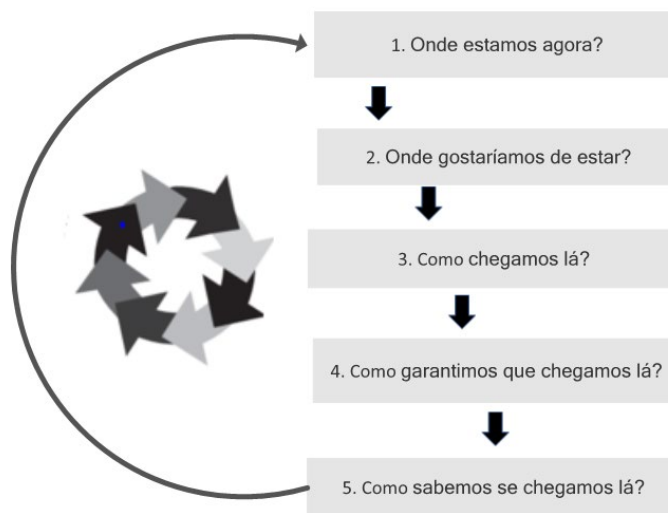 1. Onde estamos agora?
2. Onde gostaríamos de estar?
3. Como chegamos lá?
4. Como garantimos que chegamos lá?
5. Como sabemos se chegamos lá?